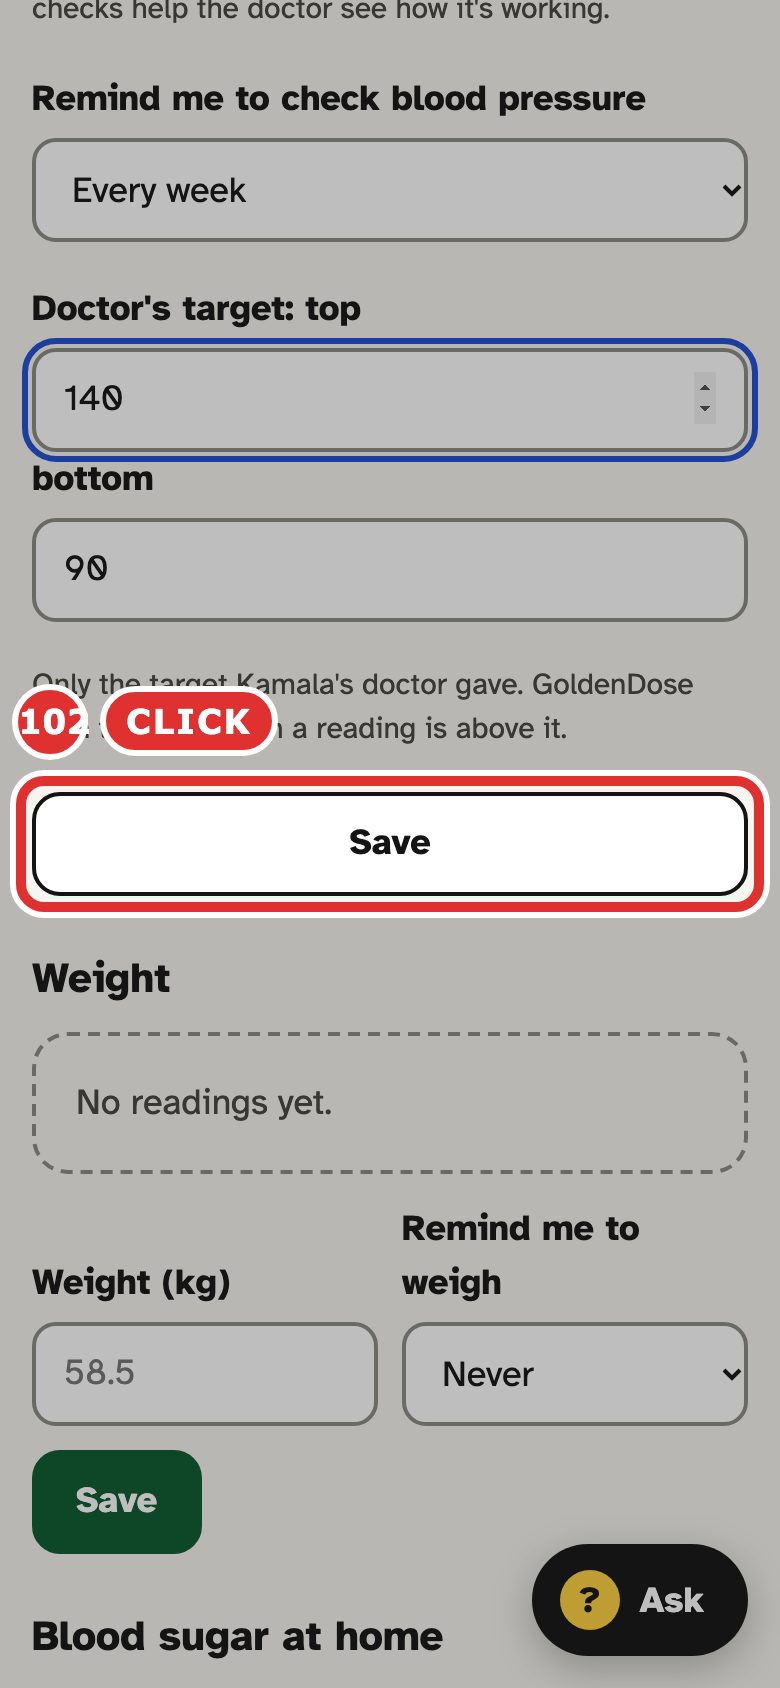 checks help the doctor see how it's working.
Remind me to check blood pressure
Every week
Doctor's target: top
140
bottom
90
Only the target Kamala's doctor gave. GoldenDose
102 CLICK a reading is above it.
Save
Weight
No readings yet.
Weight (kg)
Remind me to
weigh
58.5
Never
Save
? Ask
Blood sugar at home